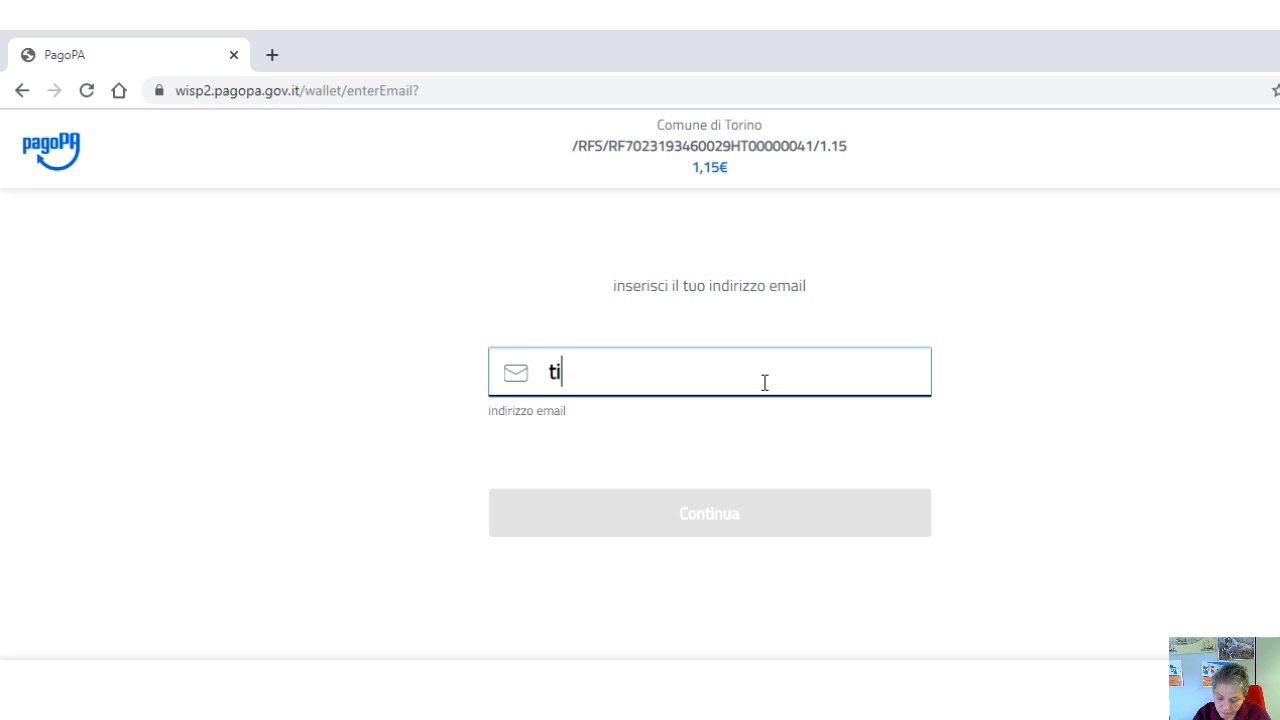 PagoPA
wisp2.pagopa.gov.it/wallet/enterEmail?
pagoPA
Comune di Torino
/RFS/RF7023193460029HT00000041/1.15
1,15€
inserisci il tuo indirizzo email
ti
indirizzo email
Continua